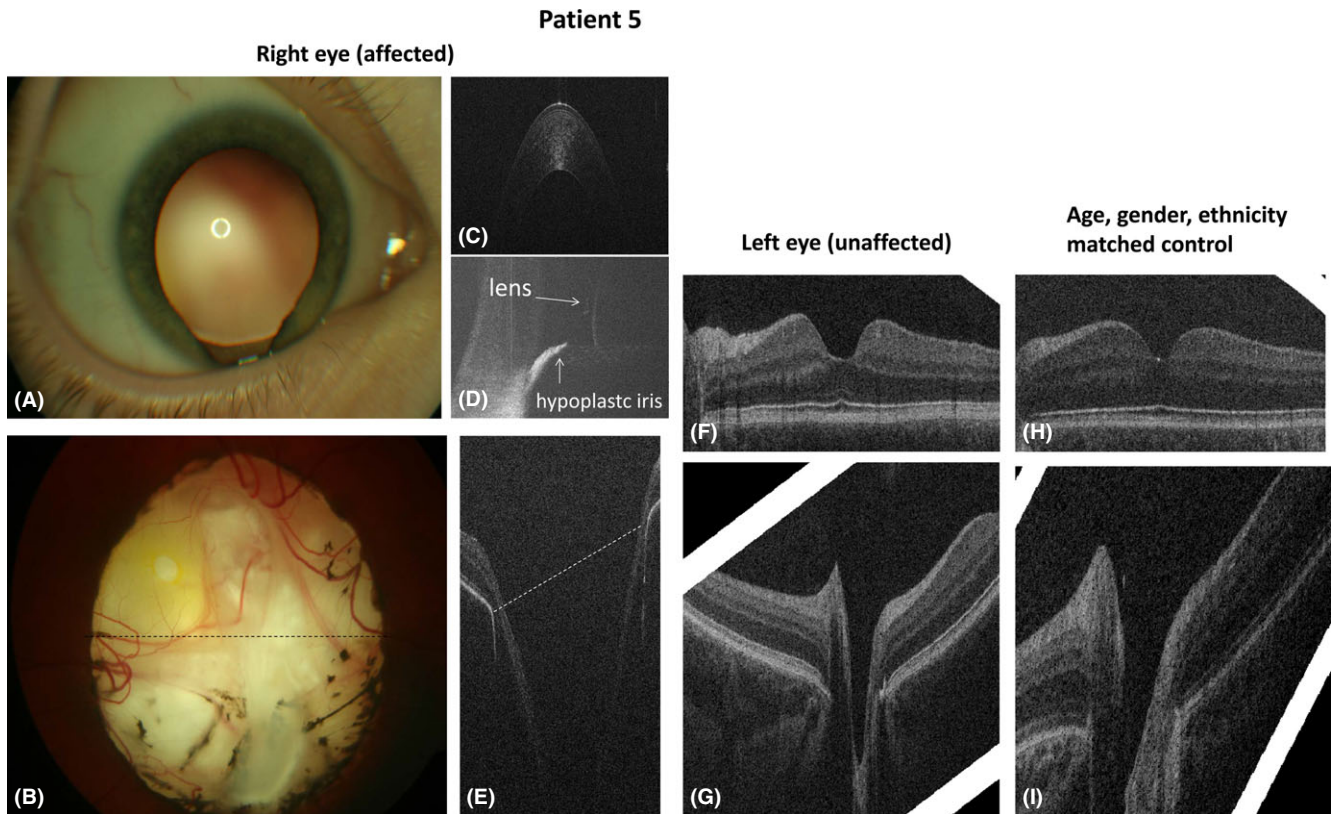 Patient 5
Right eye (affected)
(A)
(B)
(C)
lens
hypoplastc iris
(D)
(E)
Left eye (unaffected)
(F)
(G)
Age, gender, ethnicity
matched control
(H)
(I)